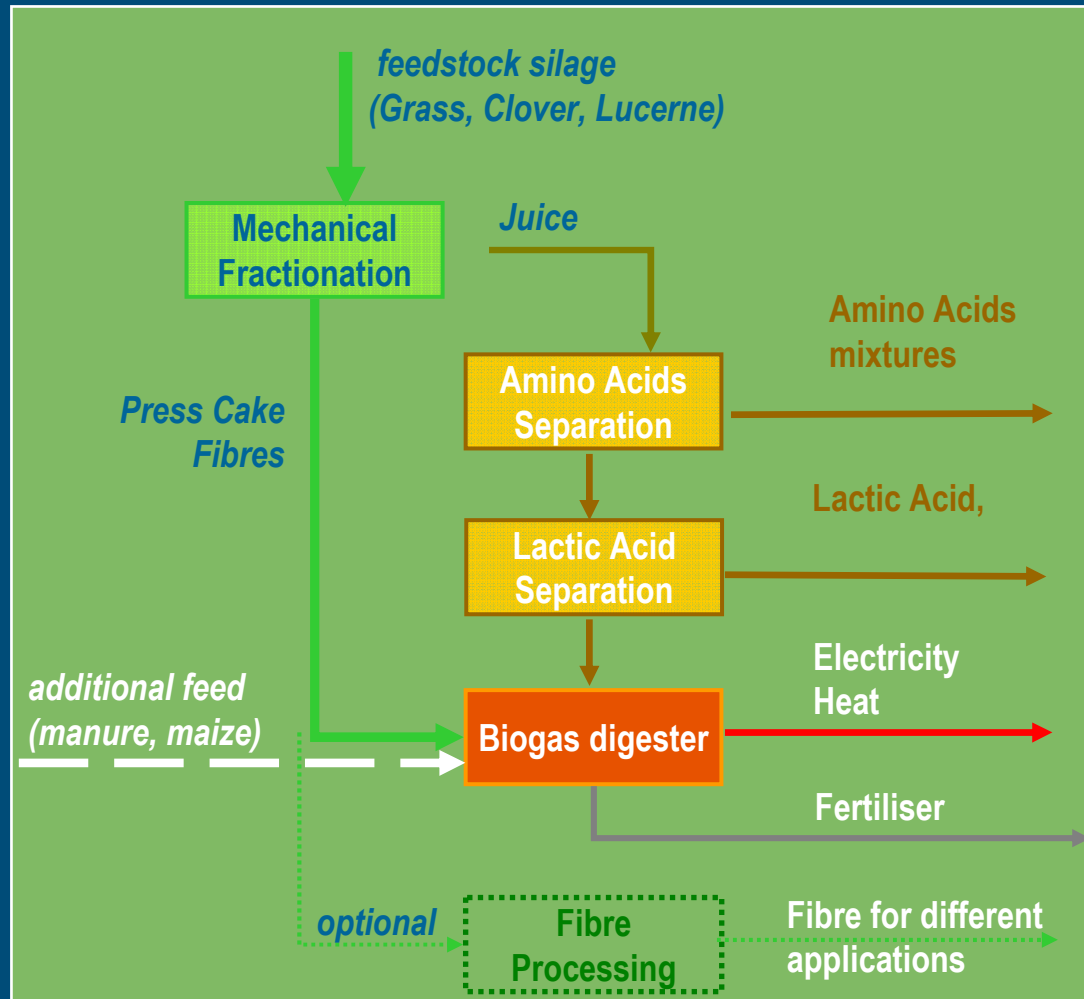 feedstock silage
(Grass, Clover, Lucerne)
Mechanical
Fractionation
Juice
Amino Acids
mixtures
Amino Acids
Separation
Press Cake
Fibres
Lactic Acid,
Lactic Acid
Separation
Electricity
Heat
additional feed
(manure, maize)
Biogas digester
Fertiliser
optional
Fibre
Processing
Fibre for different
applications